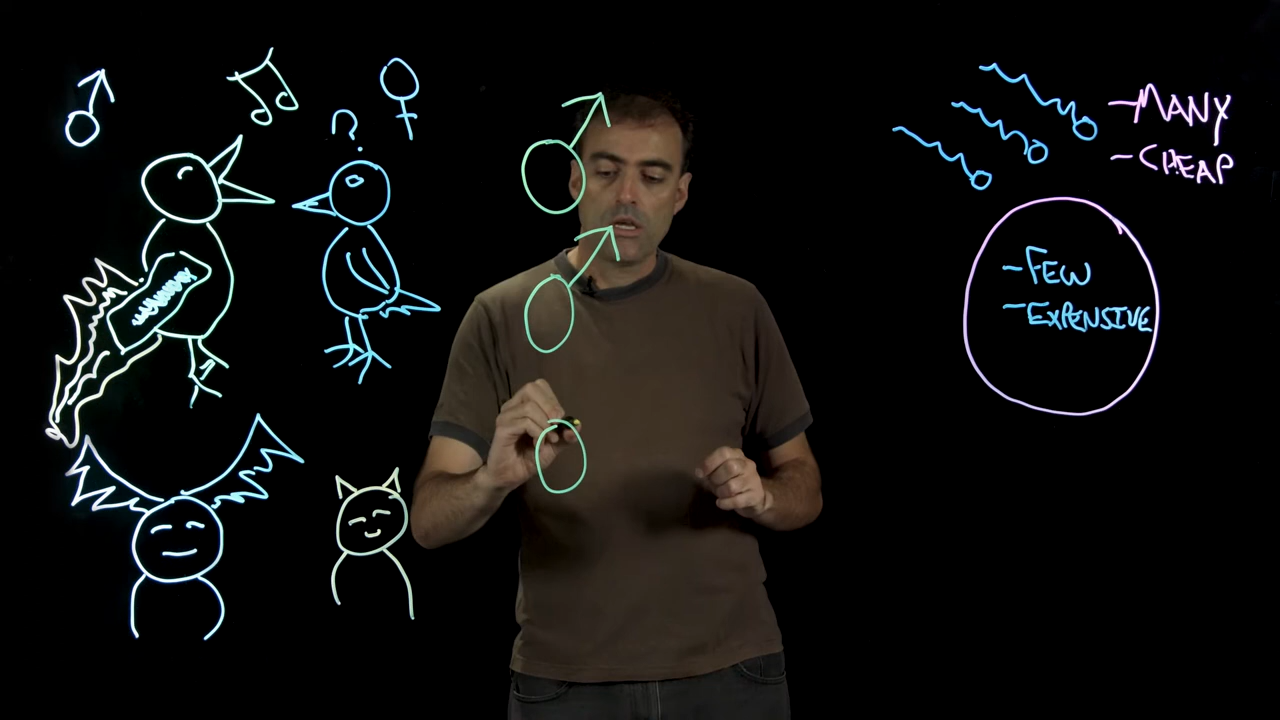 - MANY
- CHEAP
?
- FEW
- EXPENSIVE